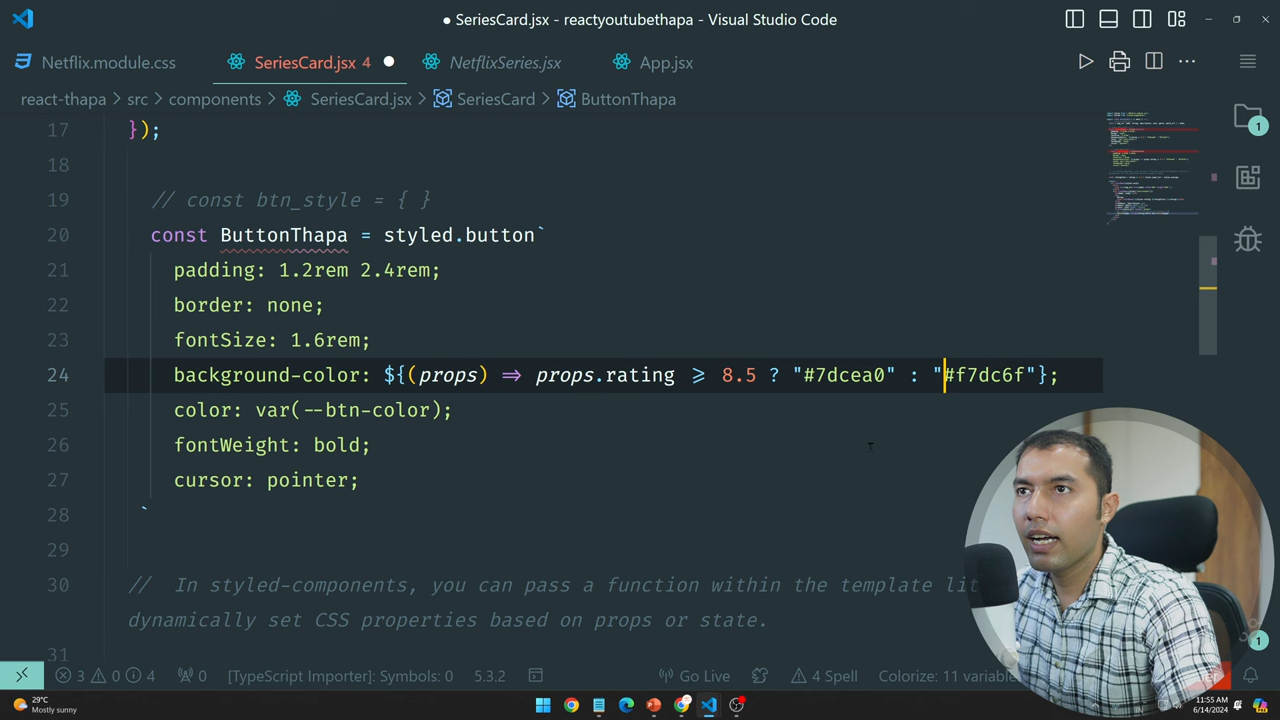 ● SeriesCard.jsx - reactyoutubethapa - Visual Studio Code
Netflix.module.css SeriesCard.jsx 4 ● NetflixSeries.jsx App.jsx
react-thapa > src > components > SeriesCard.jsx > SeriesCard > ButtonThapa
17 });
18
19 // const btn_style = { }
20 const ButtonThapa = styled.button`
21 padding: 1.2rem 2.4rem;
22 border: none;
23 fontSize: 1.6rem;
24 background-color: ${(props) => props.rating >= 8.5 ? "#7dcea0" : "#f7dc6f"};
25 color: var(--btn-color);
26 fontWeight: bold;
27 cursor: pointer;
28 `
29
30 // In styled-components, you can pass a function within the template lit
dynamically set CSS properties based on props or state.
31
3 0 4 0 [TypeScript Importer]: Symbols: 0 5.3.2 Go Live 4 Spell Colorize: 11 variable
1
1
29°C
Mostly sunny
11:55 AM
6/14/2024